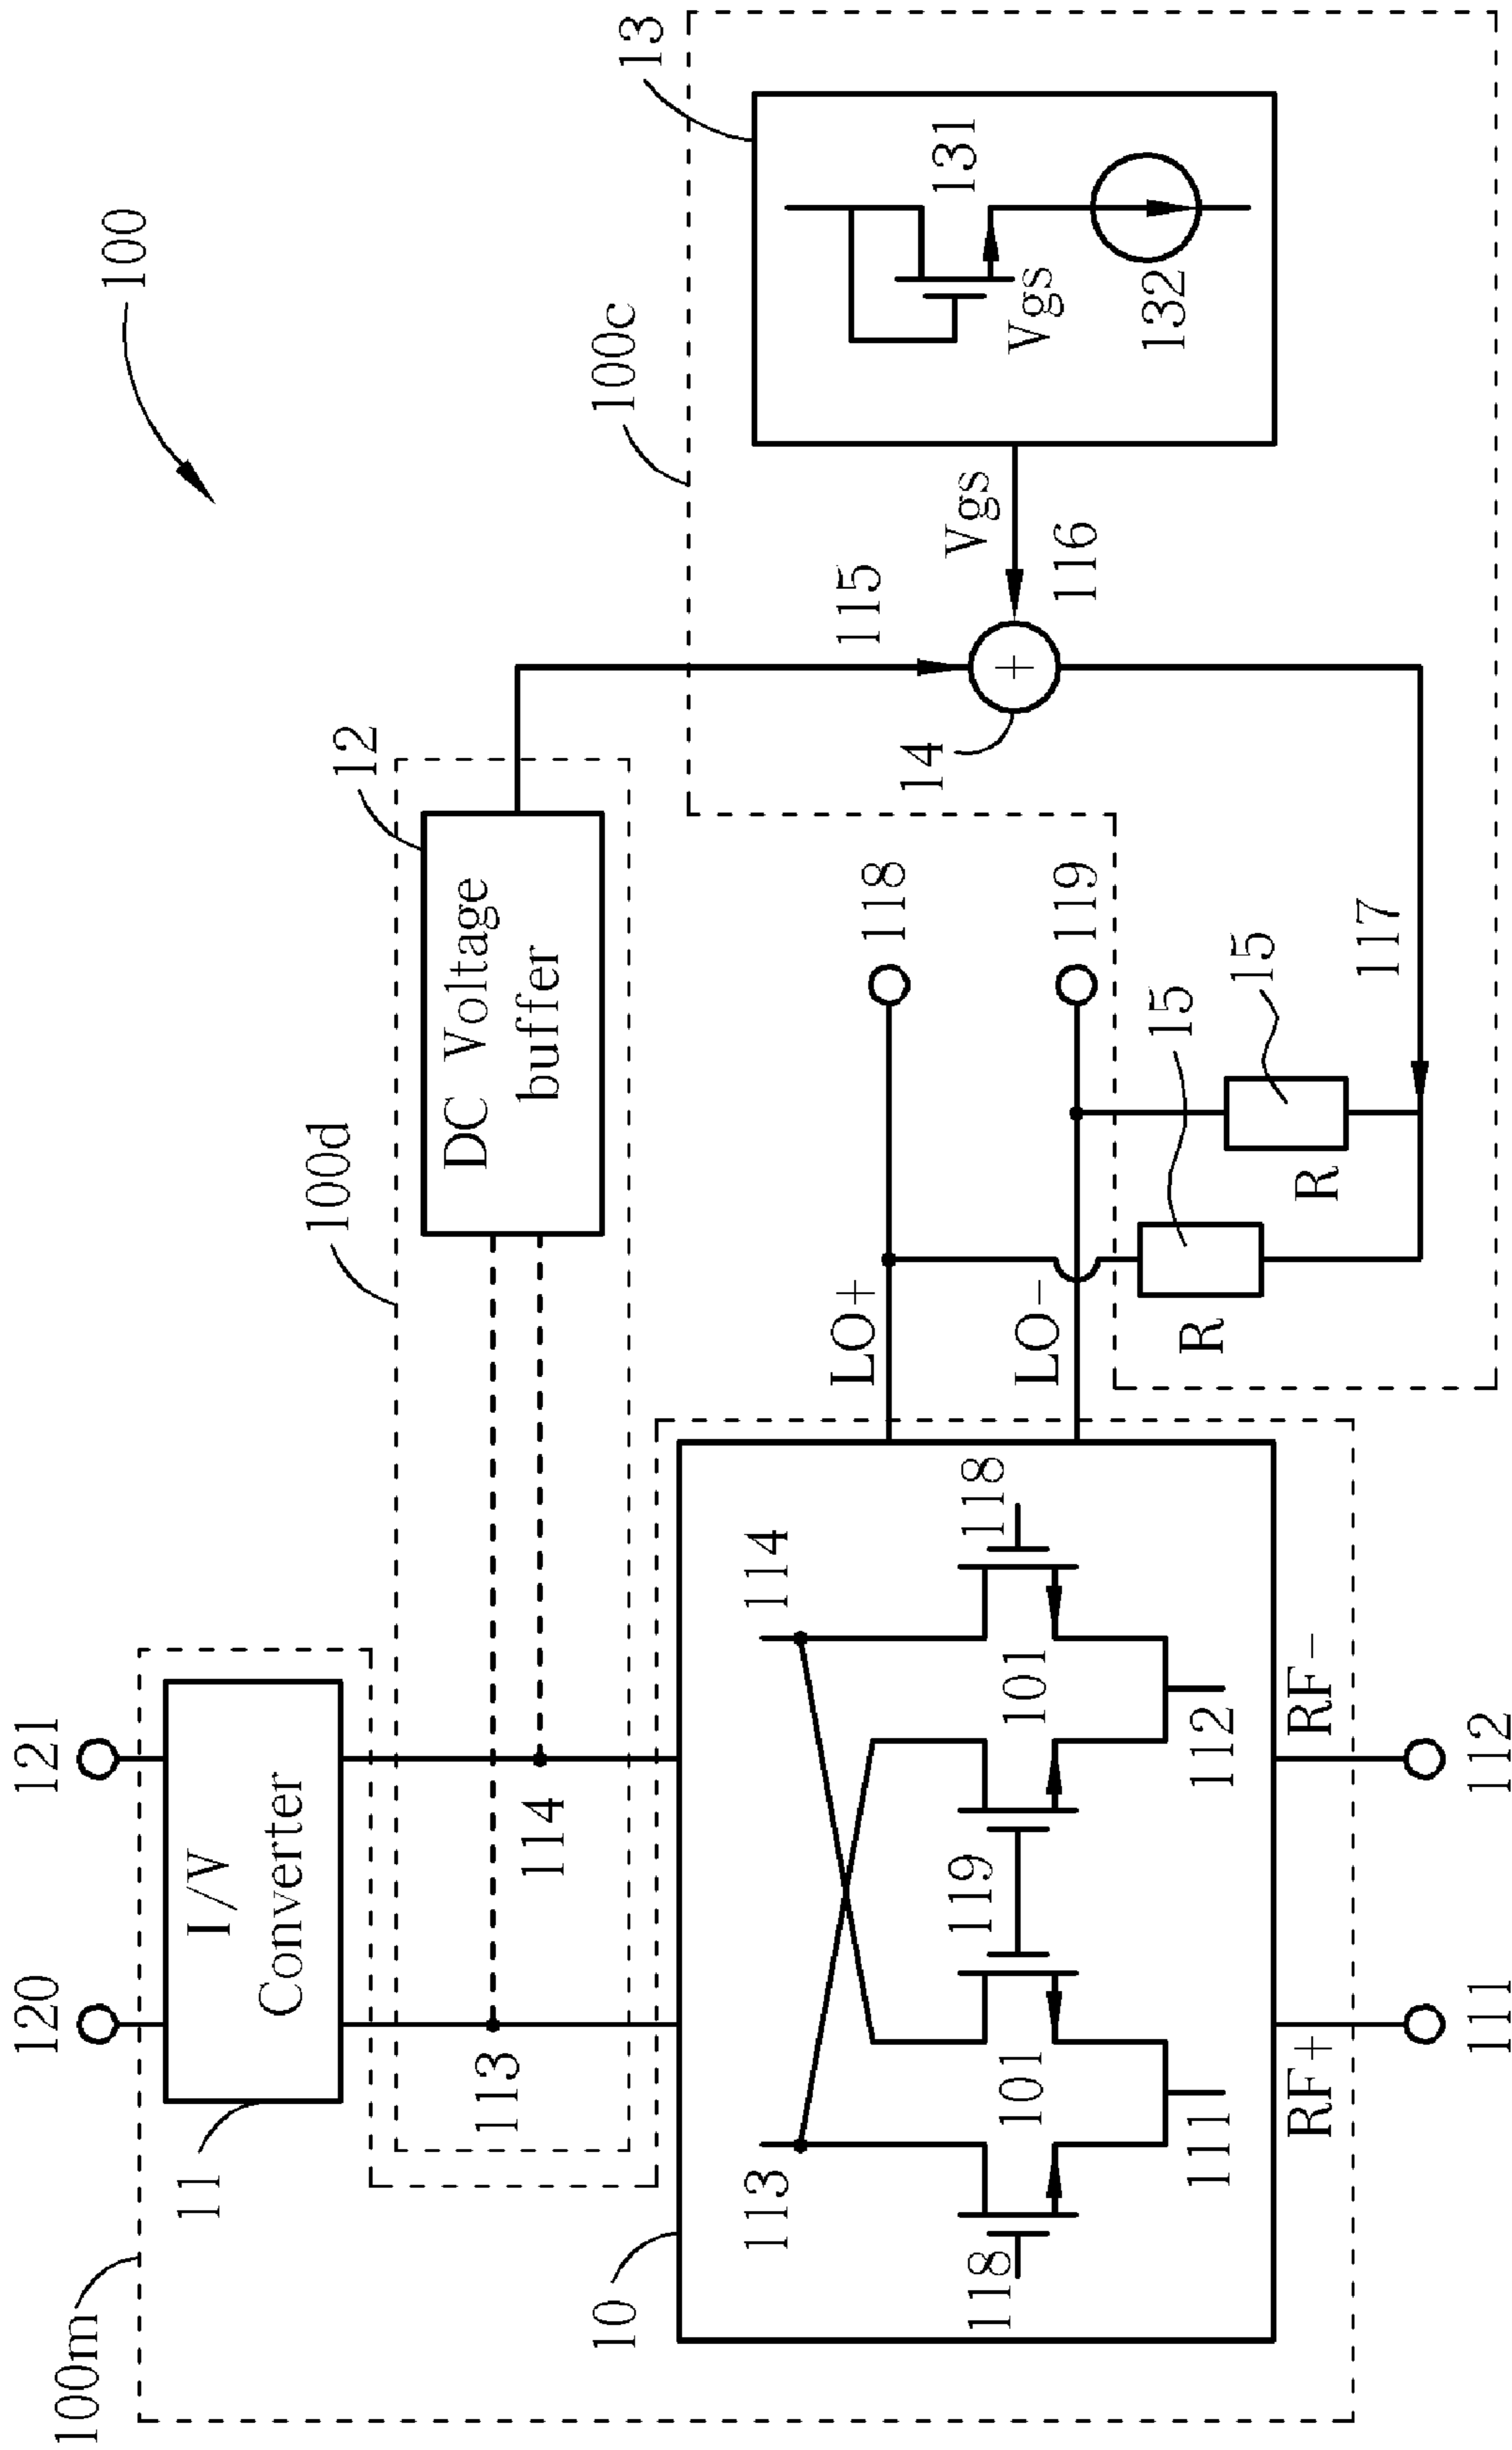 100
120
121
I/V
Converter
11
100m
113
114
100d
DC Voltage
buffer
12
115
100c
13
131
Vgs
132
Vgs
116
14
118
119
LO+
LO-
15
15
R
R
117
10
113
114
118
101
119
101
118
111
112
RF+
RF-
111
112